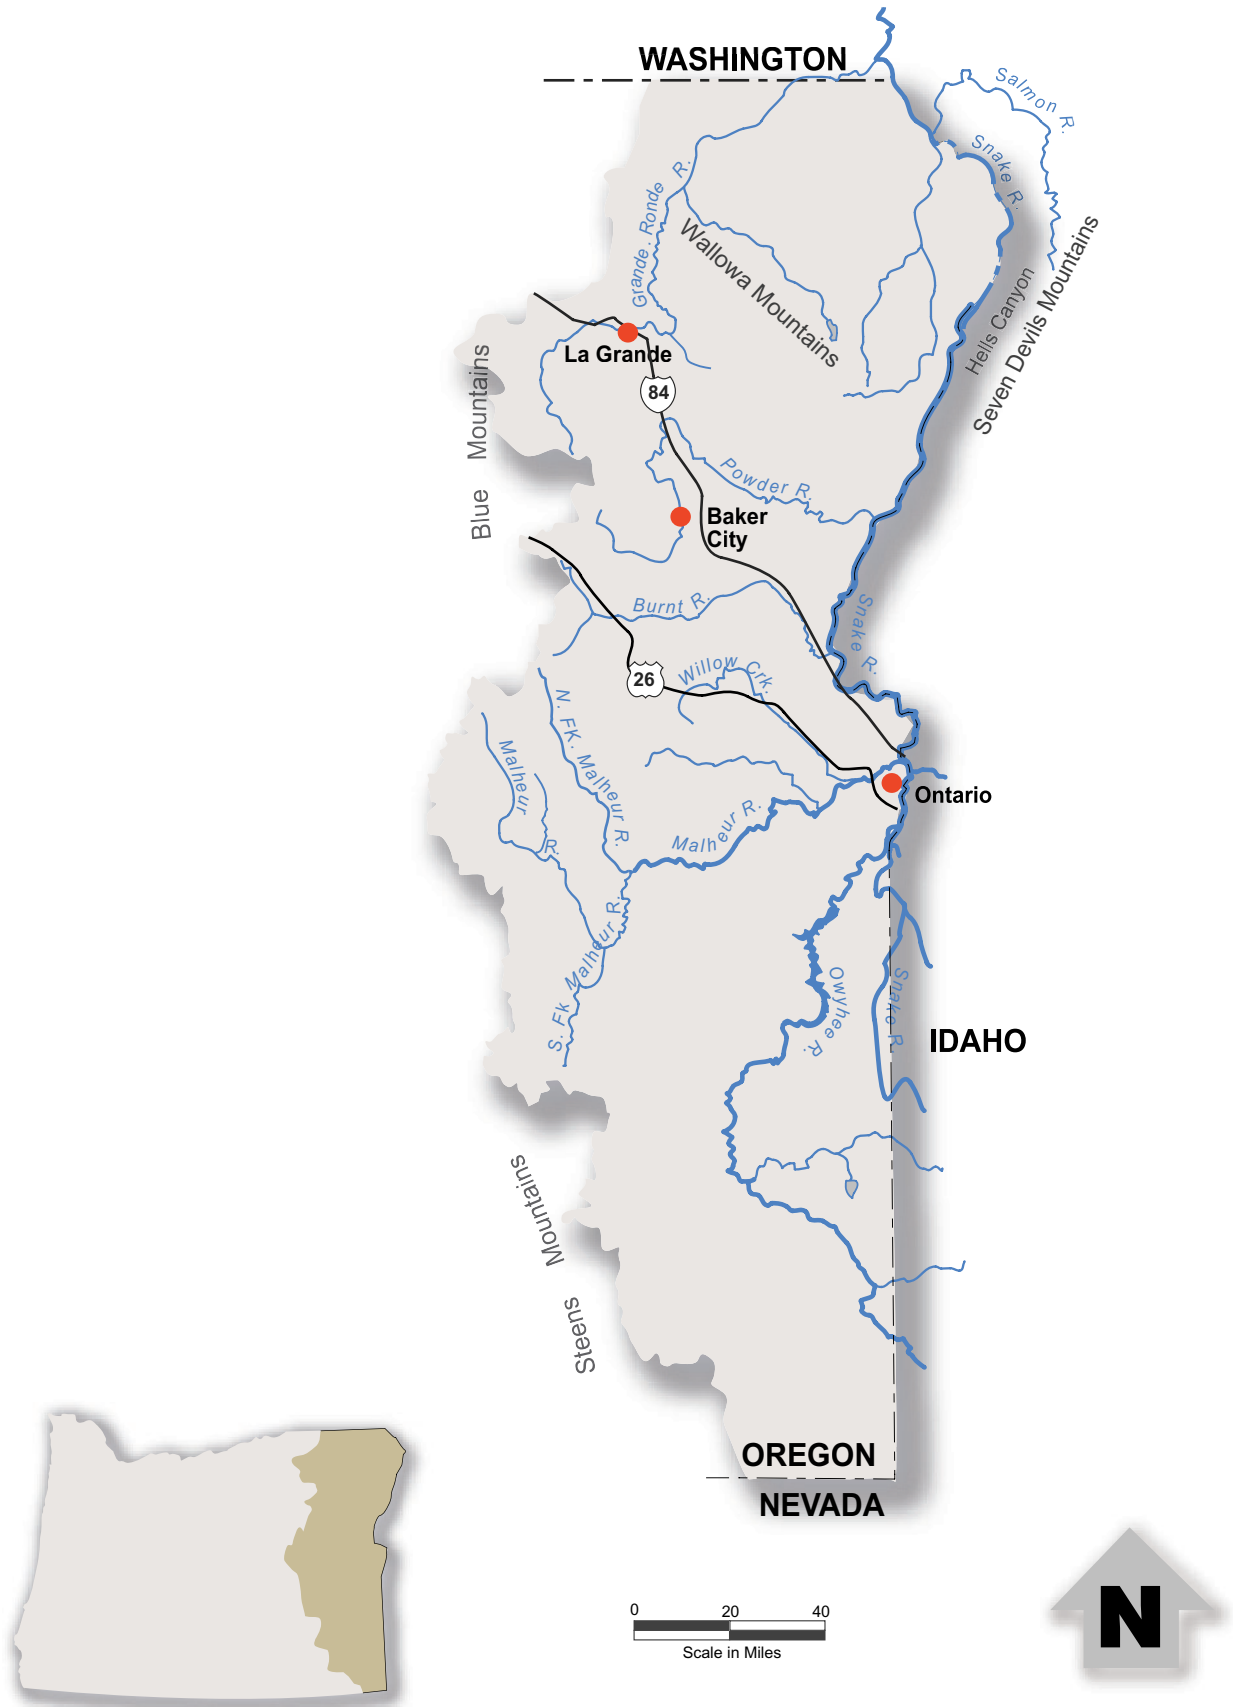 WASHINGTON
Salmon R.
Snake R.
Grande. Ronde R.
Wallowa Mountains
Hells Canyon
Seven Devils Mountains
La Grande
84
Blue Mountains
Powder R.
Baker
City
Burnt R.
Snake R.
Willow Crk.
26
N. FK. Malheur R.
Malheur R.
Malheur R.
Ontario
S. Fk Malheur R.
Owyhee R.
Snake R
IDAHO
Steens Mountains
OREGON
NEVADA
0 20 40
Scale in Miles
N